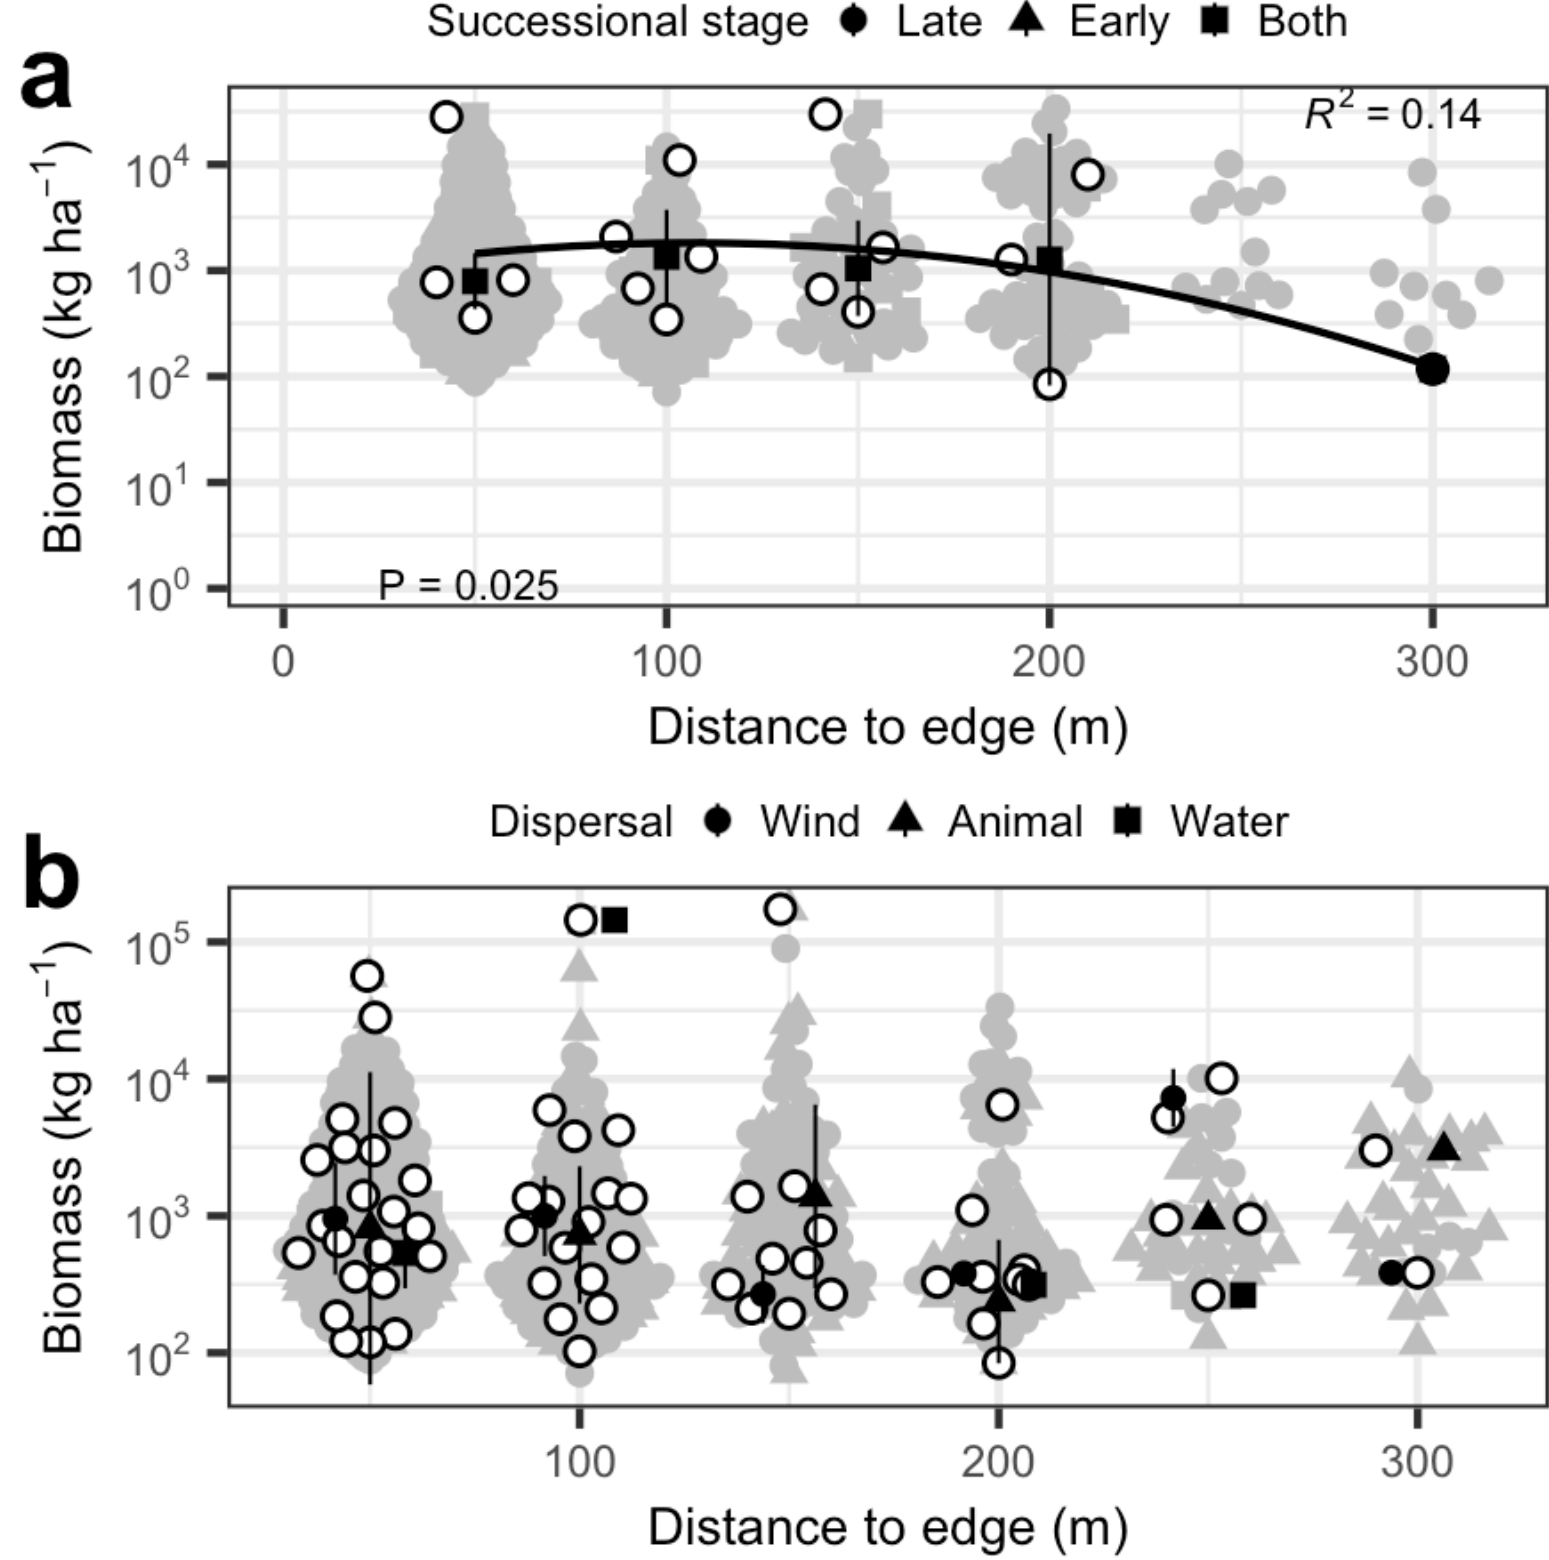 Successional stage Late Early Both
a
R² = 0.14
10⁴
10³
10²
10¹
10⁰
Biomass (kg ha⁻¹)
P = 0.025
0 100 200 300
Distance to edge (m)
Dispersal Wind Animal Water
b
10⁵
10⁴
10³
10²
Biomass (kg ha⁻¹)
100 200 300
Distance to edge (m)